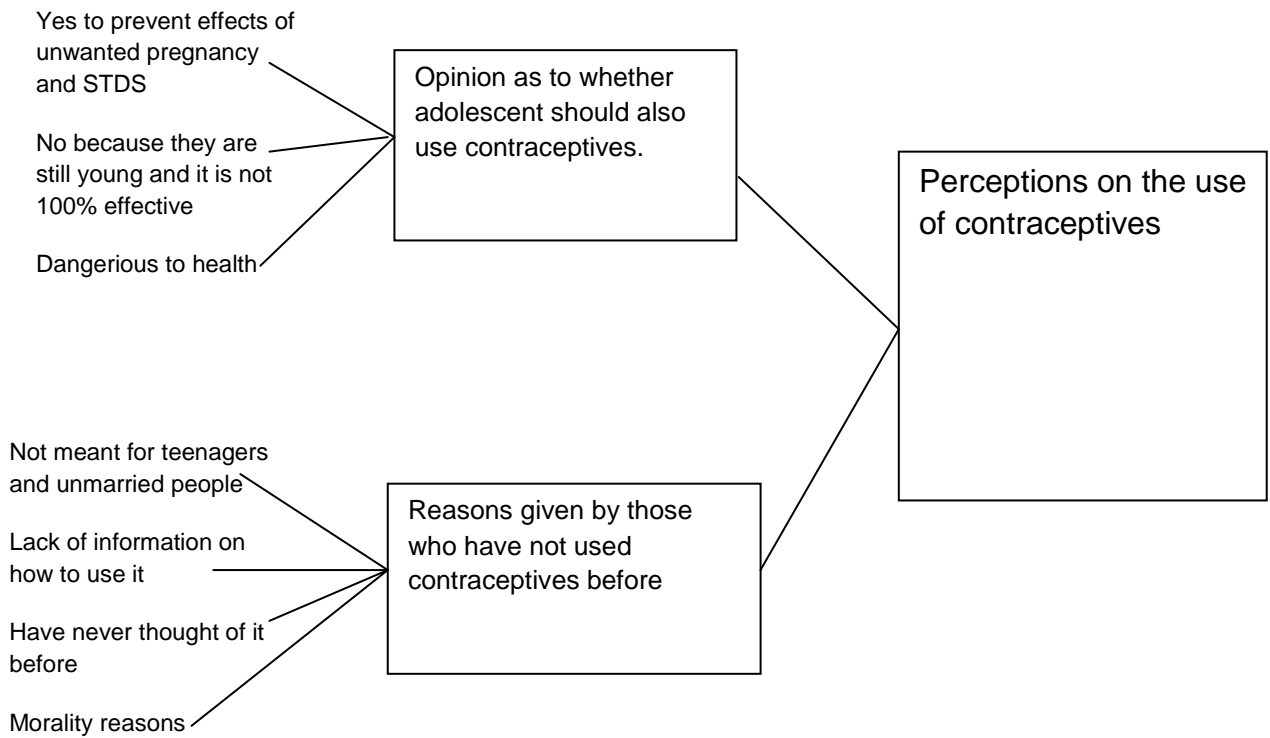 Yes to prevent effects of
unwanted pregnancy
and STDS
No because they are
still young and it is not
100% effective
Dangerious to health
Opinion as to whether
adolescent should also
use contraceptives.
Perceptions on the use
of contraceptives
Not meant for teenagers
and unmarried people
Lack of information on
how to use it
Have never thought of it
before
Morality reasons
Reasons given by those
who have not used
contraceptives before